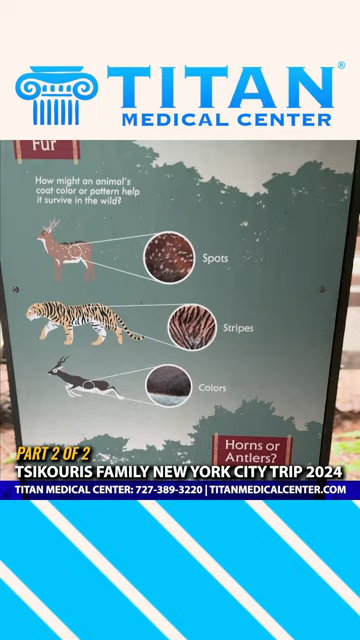 TITAN®
MEDICAL CENTER
Fur
How might an animal's
coat color or pattern help
it survive in the wild?
Spots
Stripes
Colors
Horns or
Antlers?
PART 2 OF 2
TSIKOURIS FAMILY NEW YORK CITY TRIP 2024
TITAN MEDICAL CENTER: 727-389-3220 | TITANMEDICALCENTER.COM